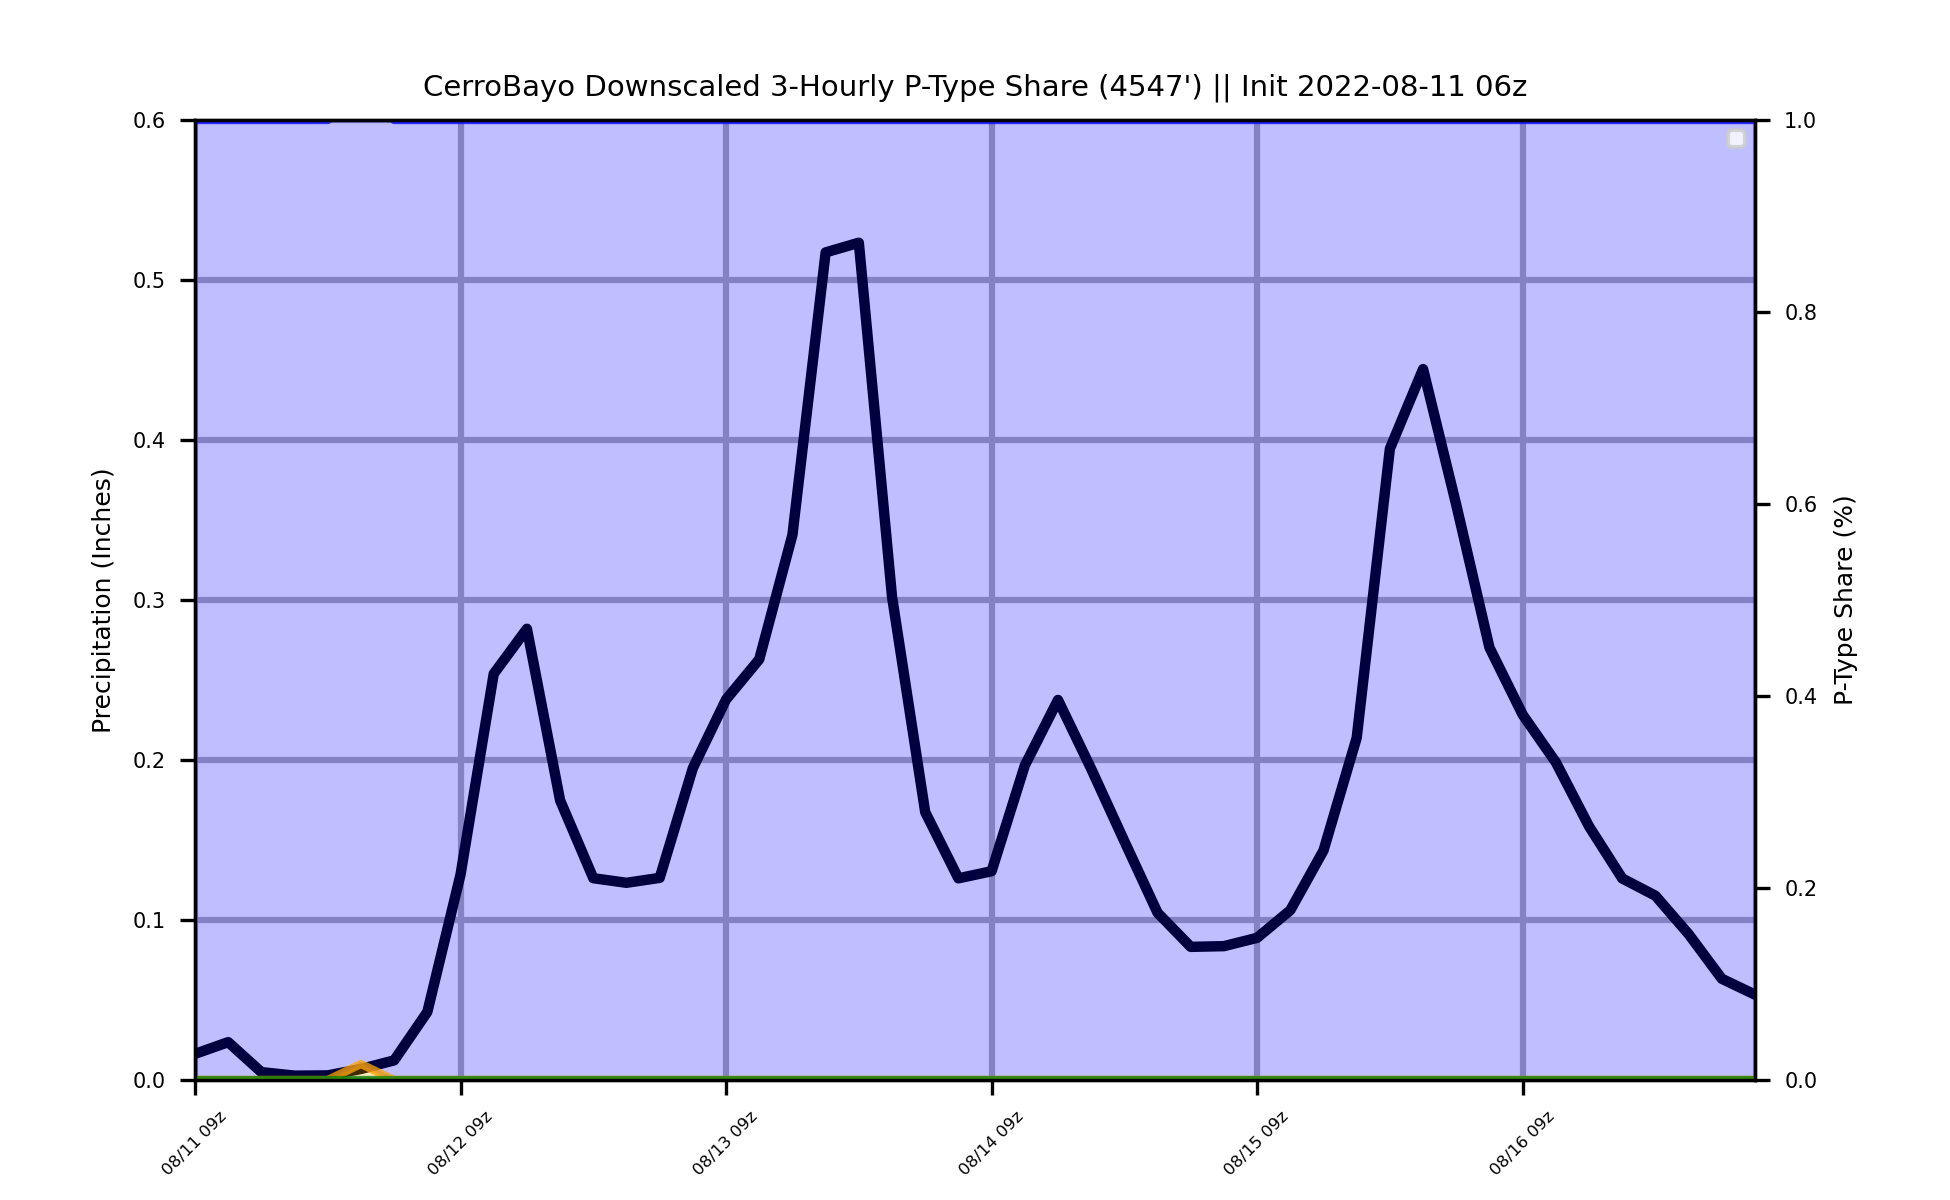 CerroBayo Downscaled 3-Hourly P-Type Share (4547') || Init 2022-08-11 06z
Precipitation (Inches)
0.6
0.5
0.4
0.3
0.2
0.1
0.0
1.0
0.8
0.6
0.4
0.2
0.0
P-Type Share (%)
08/11 09z
08/12 09z
08/13 09z
08/14 09z
08/15 09z
08/16 09z